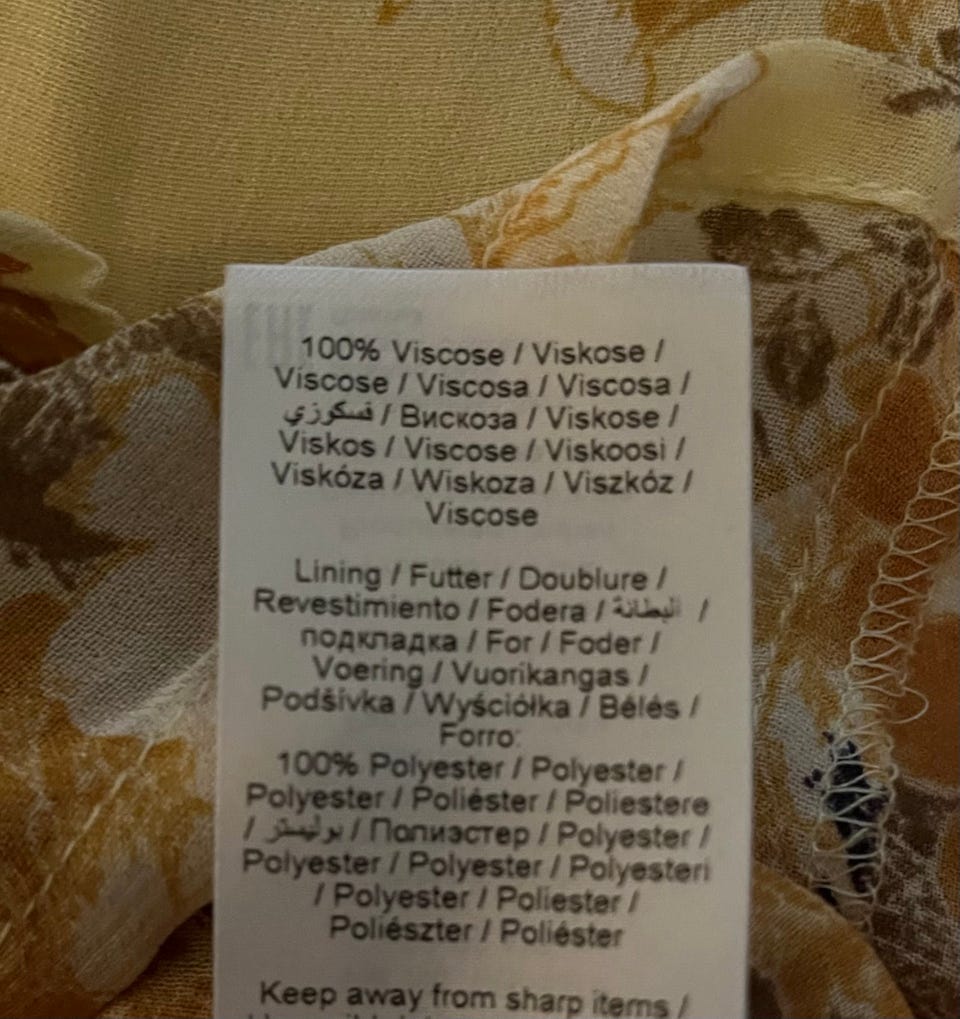 100% Viscose / Viskose /
Viscose / Viscosa / Viscosa /
فسكوزي / Вискоза / Viskose /
Viskos / Viscose / Viskoosi /
Viskóza / Wiskoza / Viszkóz /
Viscose
Lining / Futter / Doublure /
Revestimiento / Fodera / البطانة /
подкладка / For / Foder /
Voering / Vuorikangas /
Podšívka / Wyściółka / Bélés /
Forro:
100% Polyester / Polyester /
Polyester / Poliéster / Poliestere
/ بوليستر / Полиэстер / Polyester /
Polyester / Polyester / Polyesteri
/ Polyester / Poliester /
Poliészter / Poliéster
Keep away from sharp items /